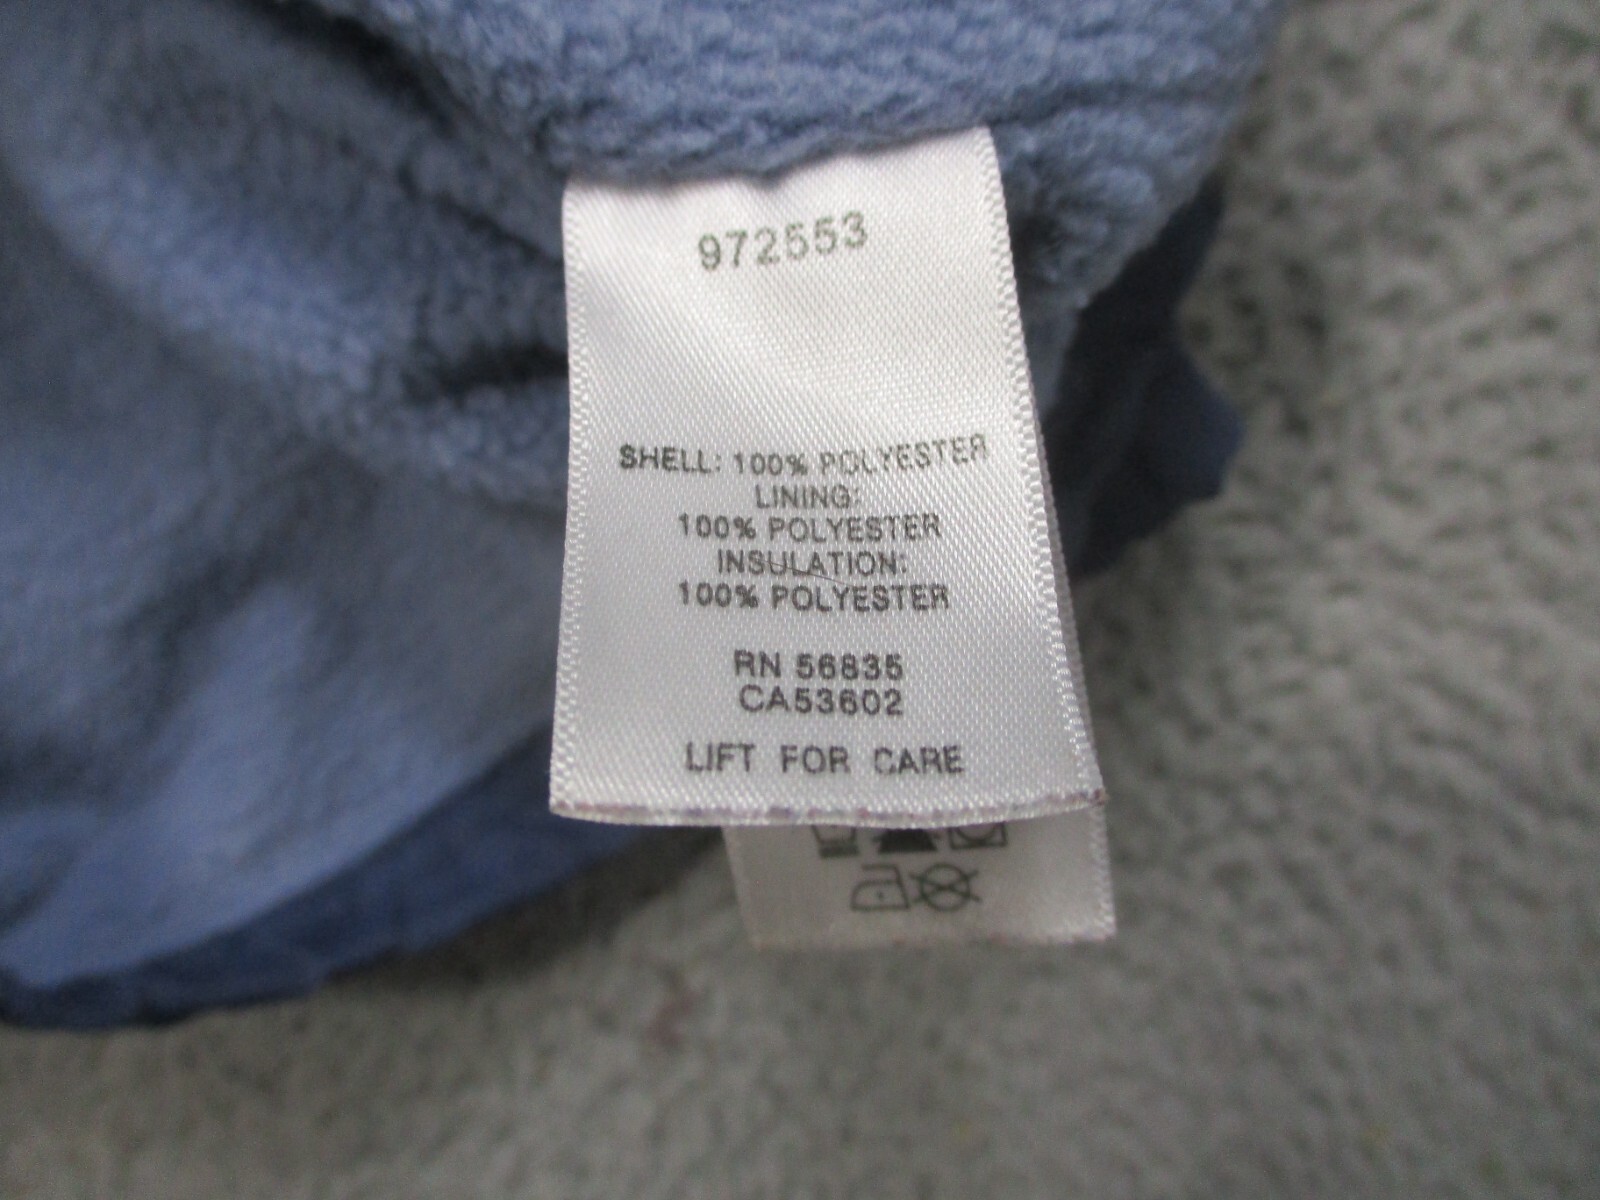 972553
SHELL: 100% POLYESTER
LINING:
100% POLYESTER
INSULATION:
100% POLYESTER
RN 56835
CA53602
LIFT FOR CARE